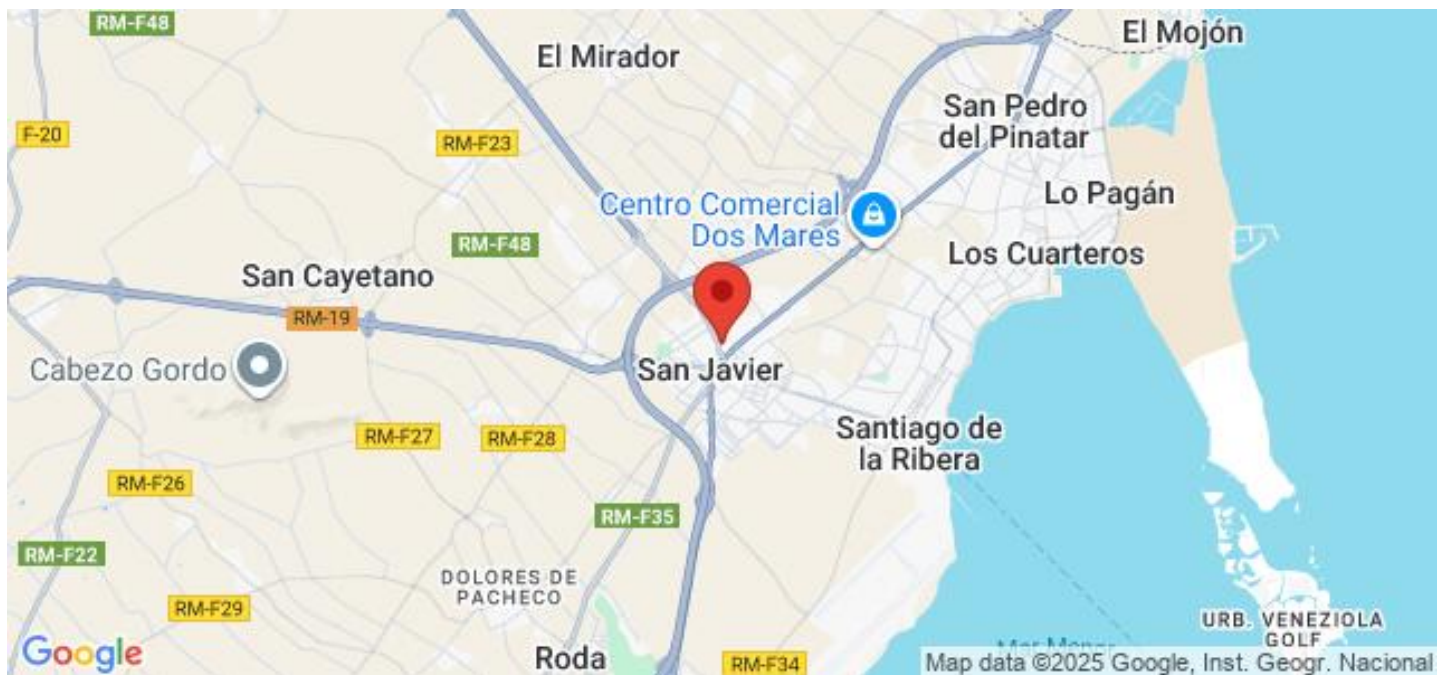 RM-F48
El Mojón
El Mirador
San Pedro
del Pinatar
F-20
RM-F23
Lo Pagán
Centro Comercial
Dos Mares
RM-F48
Los Cuarteros
San Cayetano
RM-19
Cabezo Gordo
San Javier
Santiago de
la Ribera
RM-F27
RM-F28
RM-F26
RM-F35
RM-F22
DOLORES DE
PACHECO
RM-F29
URB. VENEZIOLA
GOLF
Mar Menor
Google
Roda
RM-F34
Map data ©2025 Google, Inst. Geogr. Nacional